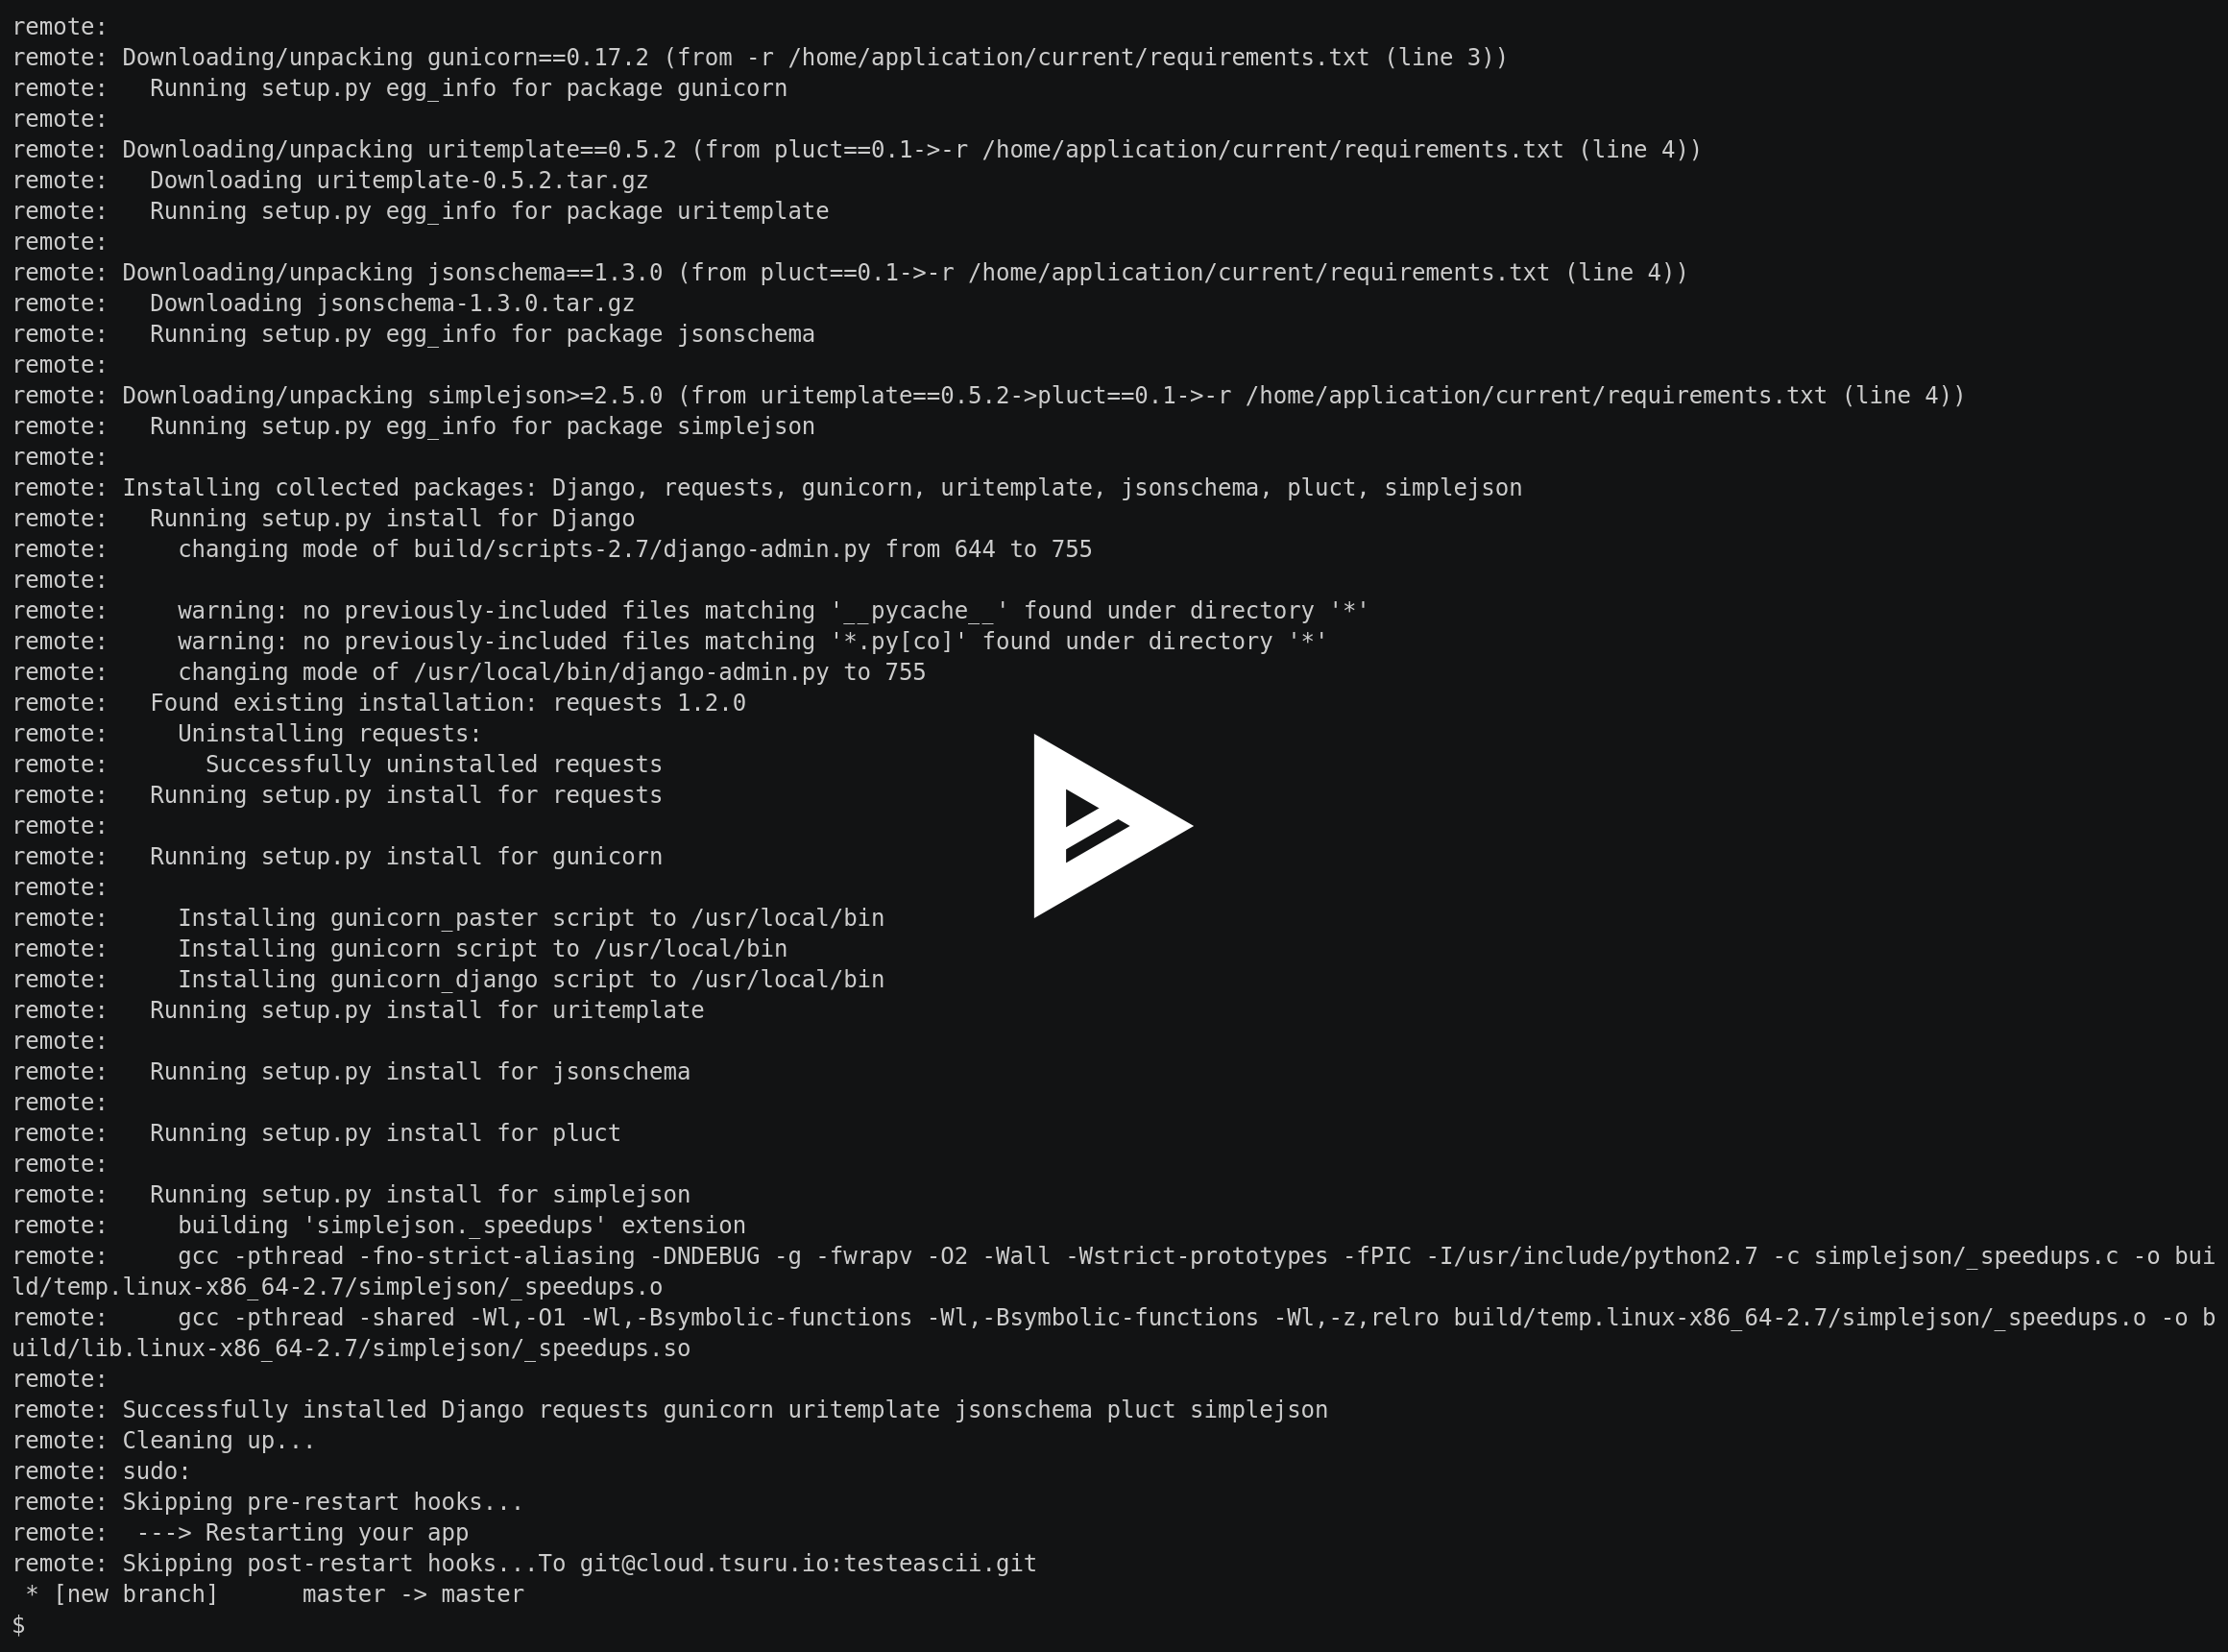 remote:
remote: Downloading/unpacking gunicorn==0.17.2 (from -r /home/application/current/requirements.txt (line 3))
remote:   Running setup.py egg_info for package gunicorn
remote:
remote: Downloading/unpacking uritemplate==0.5.2 (from pluct==0.1->-r /home/application/current/requirements.txt (line 4))
remote:   Downloading uritemplate-0.5.2.tar.gz
remote:   Running setup.py egg_info for package uritemplate
remote:
remote: Downloading/unpacking jsonschema==1.3.0 (from pluct==0.1->-r /home/application/current/requirements.txt (line 4))
remote:   Downloading jsonschema-1.3.0.tar.gz
remote:   Running setup.py egg_info for package jsonschema
remote:
remote: Downloading/unpacking simplejson>=2.5.0 (from uritemplate==0.5.2->pluct==0.1->-r /home/application/current/requirements.txt (line 4))
remote:   Running setup.py egg_info for package simplejson
remote:
remote: Installing collected packages: Django, requests, gunicorn, uritemplate, jsonschema, pluct, simplejson
remote:   Running setup.py install for Django
remote:     changing mode of build/scripts-2.7/django-admin.py from 644 to 755
remote:
remote:     warning: no previously-included files matching '__pycache__' found under directory '*'
remote:     warning: no previously-included files matching '*.py[co]' found under directory '*'
remote:     changing mode of /usr/local/bin/django-admin.py to 755
remote:   Found existing installation: requests 1.2.0
remote:     Uninstalling requests:
remote:       Successfully uninstalled requests
remote:   Running setup.py install for requests
remote:
remote:   Running setup.py install for gunicorn
remote:
remote:     Installing gunicorn_paster script to /usr/local/bin
remote:     Installing gunicorn script to /usr/local/bin
remote:     Installing gunicorn_django script to /usr/local/bin
remote:   Running setup.py install for uritemplate
remote:
remote:   Running setup.py install for jsonschema
remote:
remote:   Running setup.py install for pluct
remote:
remote:   Running setup.py install for simplejson
remote:     building 'simplejson._speedups' extension
remote:     gcc -pthread -fno-strict-aliasing -DNDEBUG -g -fwrapv -O2 -Wall -Wstrict-prototypes -fPIC -I/usr/include/python2.7 -c simplejson/_speedups.c -o bui
ld/temp.linux-x86_64-2.7/simplejson/_speedups.o
remote:     gcc -pthread -shared -Wl,-O1 -Wl,-Bsymbolic-functions -Wl,-Bsymbolic-functions -Wl,-z,relro build/temp.linux-x86_64-2.7/simplejson/_speedups.o -o b
uild/lib.linux-x86_64-2.7/simplejson/_speedups.so
remote:
remote: Successfully installed Django requests gunicorn uritemplate jsonschema pluct simplejson
remote: Cleaning up...
remote: sudo:
remote: Skipping pre-restart hooks...
remote:  ---> Restarting your app
remote: Skipping post-restart hooks...To git@cloud.tsuru.io:testeascii.git
 * [new branch]      master -> master
$